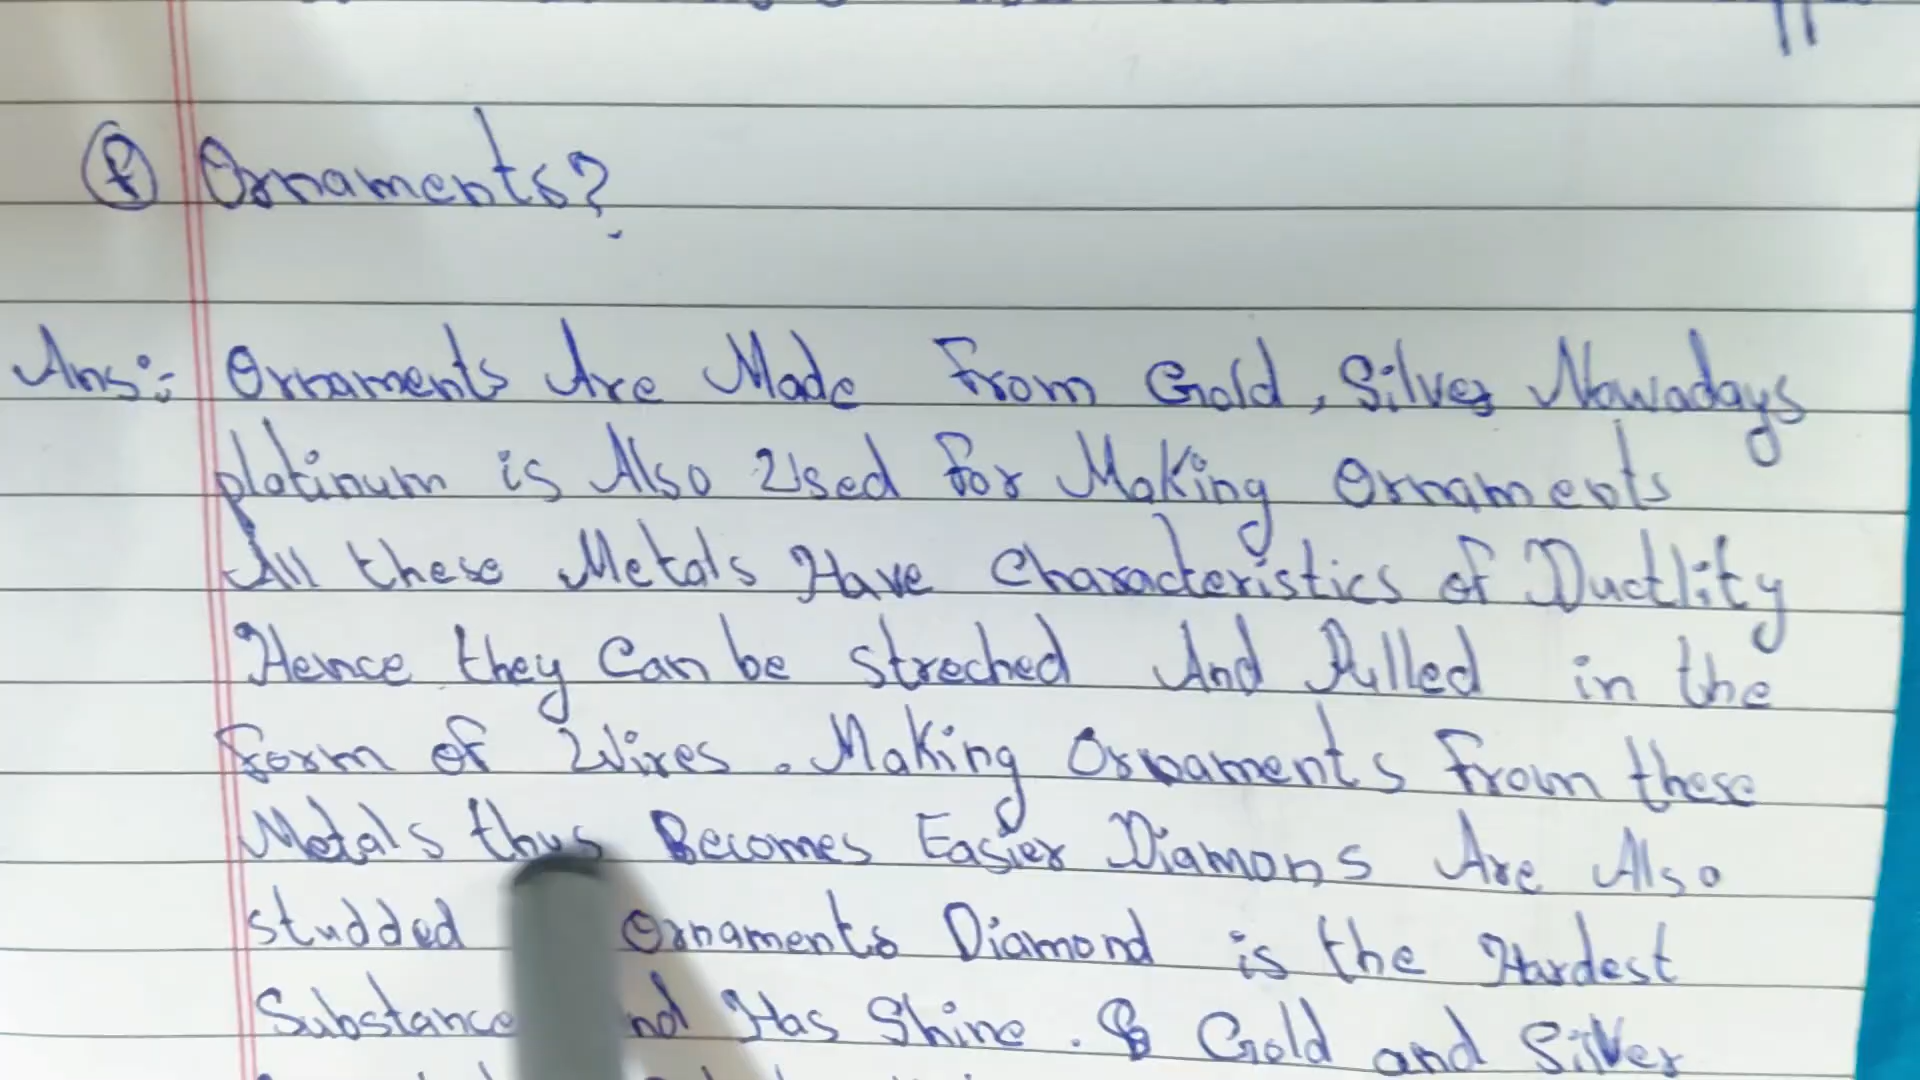 f Ornaments?
Ans:- Ornaments Are Made From Gold, Silver Nowadays
platinum is Also Used For Making Ornaments
All these Metals Have Characteristics of Ductlity
Hence they Can be streched And Pulled in the
Form of Wires . Making Ornaments From these
Metals thus Becomes Easier Diamons Are Also
studded Ornaments Diamond is the Hardest
Substance Has Shine . Gold and Silver